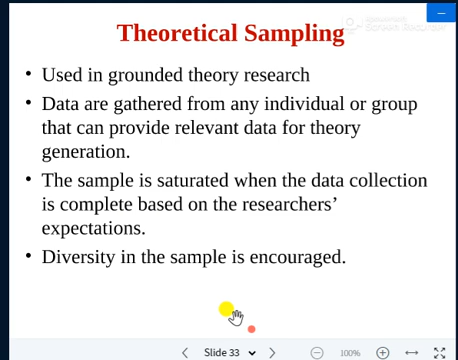 Theoretical Sampling
• Used in grounded theory research
• Data are gathered from any individual or group
that can provide relevant data for theory
generation.
• The sample is saturated when the data collection
is complete based on the researchers’
expectations.
• Diversity in the sample is encouraged.
Slide 33
100%